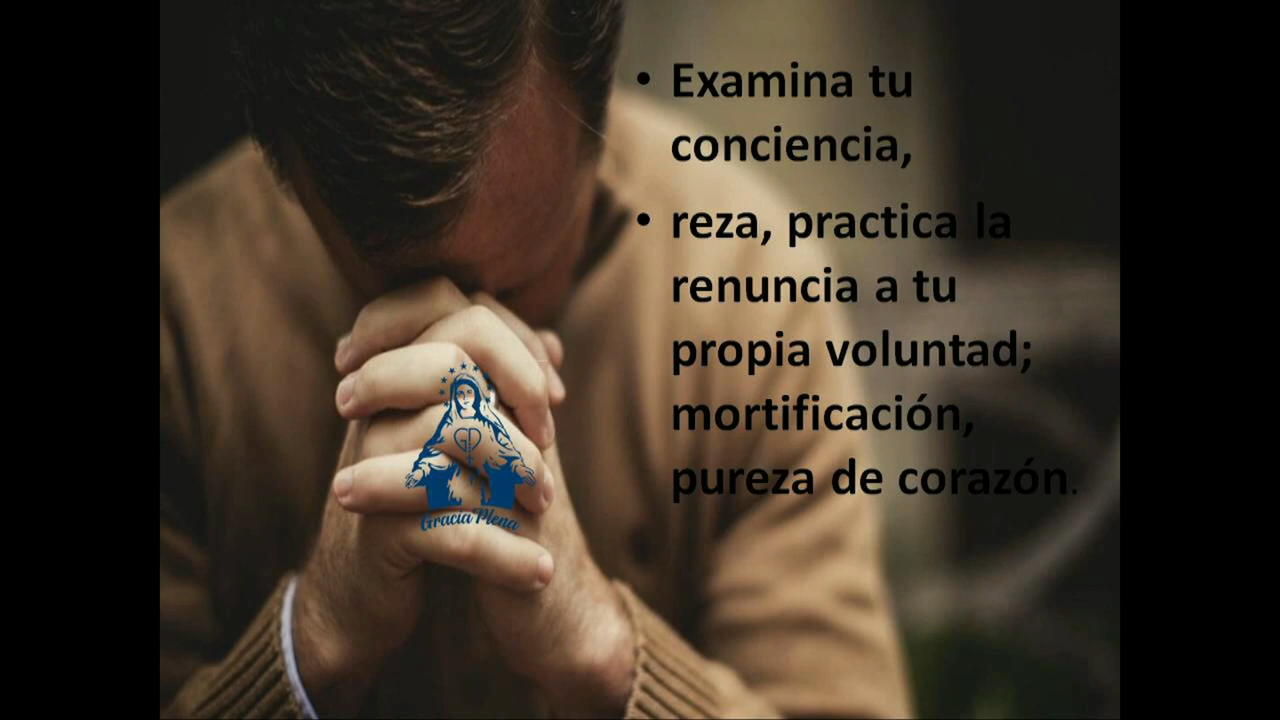 • Examina tu
conciencia,
• reza, practica la
renuncia a tu
propia voluntad;
mortificación,
pureza de corazón.
Gracia Plena